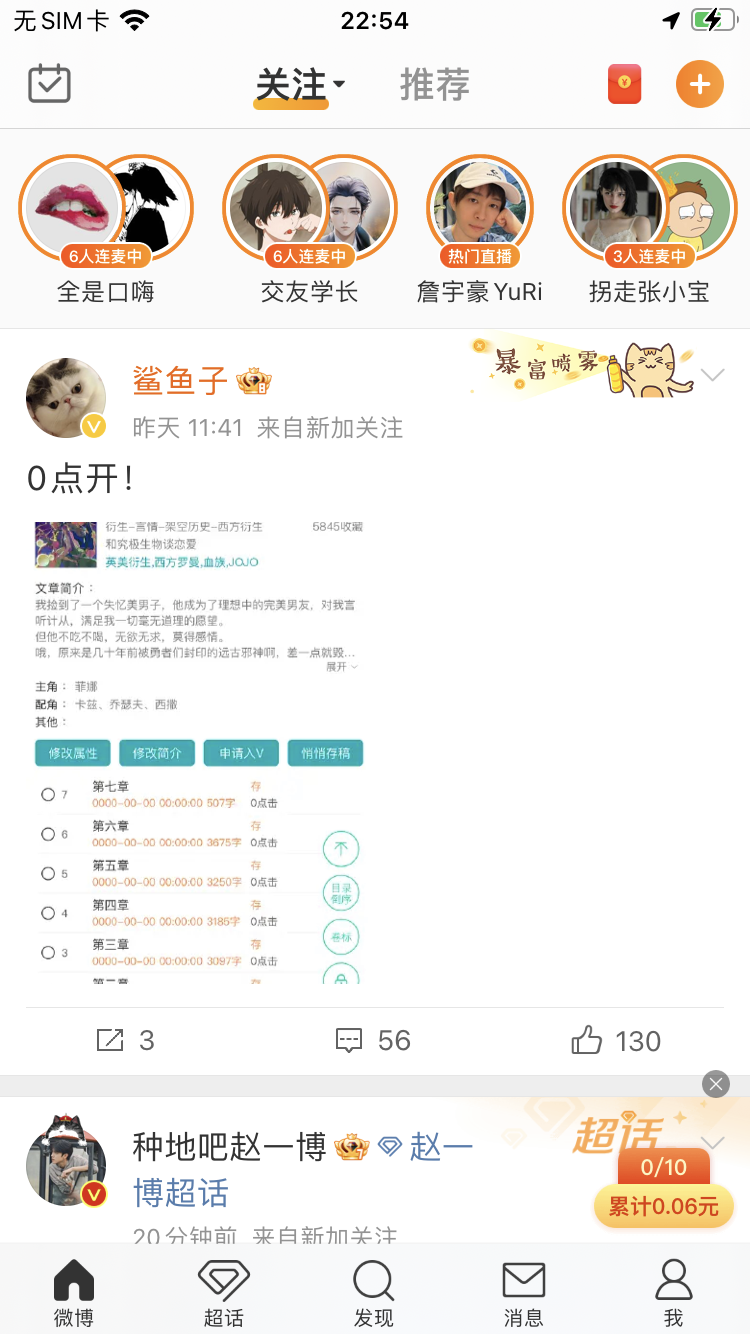 无SIM卡 22:54
关注 推荐
6人连麦中 6人连麦中 热门直播 3人连麦中
全是口嗨 交友学长 詹宇豪YuRi 拐走张小宝
暴富喷雾
鲨鱼子
昨天 11:41 来自新加关注
0点开!
衍生-言情-架空历史-西方衍生 5845收藏
和究极生物谈恋爱
英美衍生,西方罗曼,血族,JOJO
文章简介：
我捡到了一个失忆美男子，他成为了理想中的完美男友，对我言
听计从，满足我一切毫无道理的愿望。
但他不吃不喝，无欲无求，莫得感情。
哦，原来是几十年前被勇者们封印的远古邪神啊，差一点就毁...
展开
主角： 菲娜
配角： 卡兹、乔瑟夫、西撒
其他：
修改属性 修改简介 申请入V 悄悄存稿
7 第七章 存
0000-00-00 00:00:00 507字 0点击
6 第六章 存
0000-00-00 00:00:00 3675字 0点击
5 第五章 存
0000-00-00 00:00:00 3250字 0点击
目录
倒序
4 第四章 存
0000-00-00 00:00:00 3185字 0点击
卷标
3 第三章 存
0000-00-00 00:00:00 3097字 0点击
第二章 存
3 56 130
超话
种地吧赵一博 赵一
博超话
0/10
累计0.06元
20分钟前 来自新加关注
微博 超话 发现 消息 我